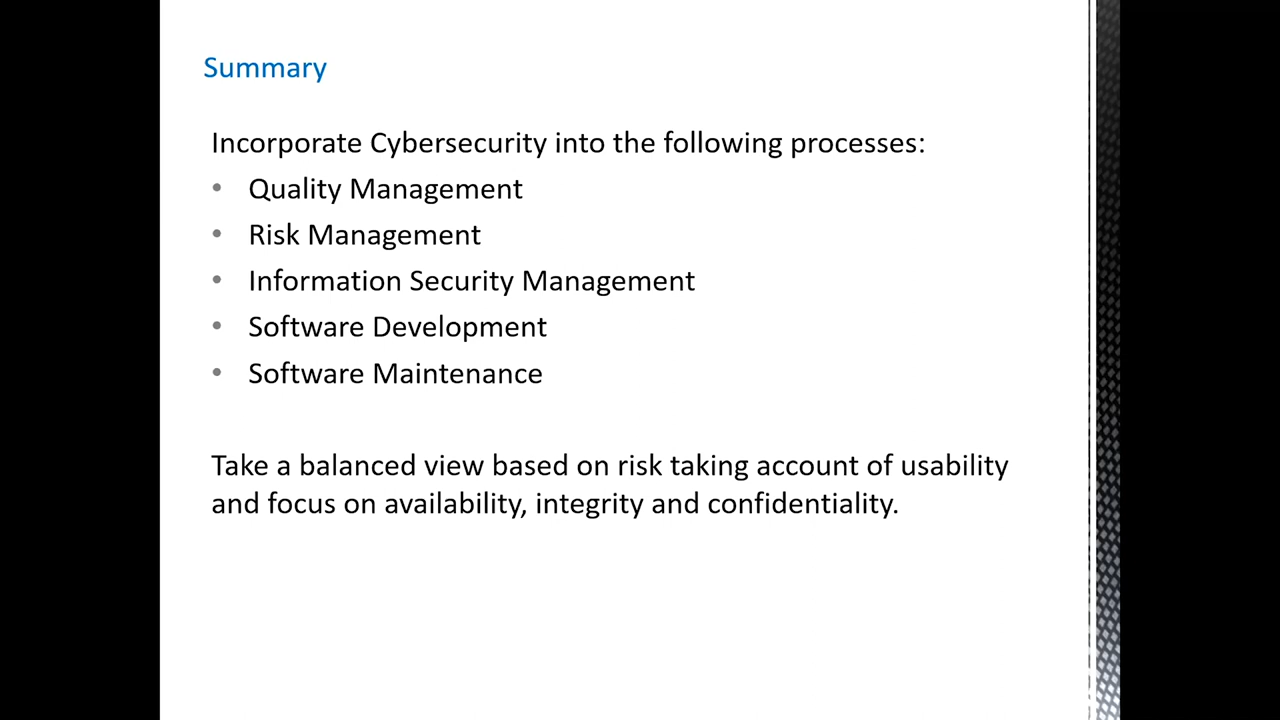 Summary
Incorporate Cybersecurity into the following processes:
• Quality Management
• Risk Management
• Information Security Management
• Software Development
• Software Maintenance
Take a balanced view based on risk taking account of usability
and focus on availability, integrity and confidentiality.